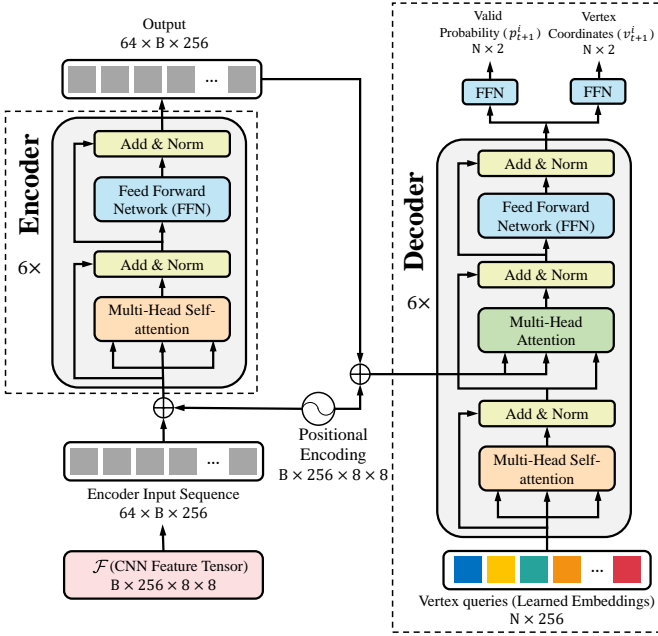 Output
64 × B × 256
...
Encoder
6×
Add & Norm
Feed Forward
Network (FFN)
Add & Norm
Multi-Head Self-
attention
Positional
Encoding
B × 256 × 8 × 8
...
Encoder Input Sequence
64 × B × 256
ℱ(CNN Feature Tensor)
B × 256 × 8 × 8
Valid
Probability (p^i_{t+1})
N × 2
Vertex
Coordinates (v^i_{t+1})
N × 2
FFN
FFN
Decoder
6×
Add & Norm
Feed Forward
Network (FFN)
Add & Norm
Multi-Head
Attention
Add & Norm
Multi-Head Self-
attention
...
Vertex queries (Learned Embeddings)
N × 256